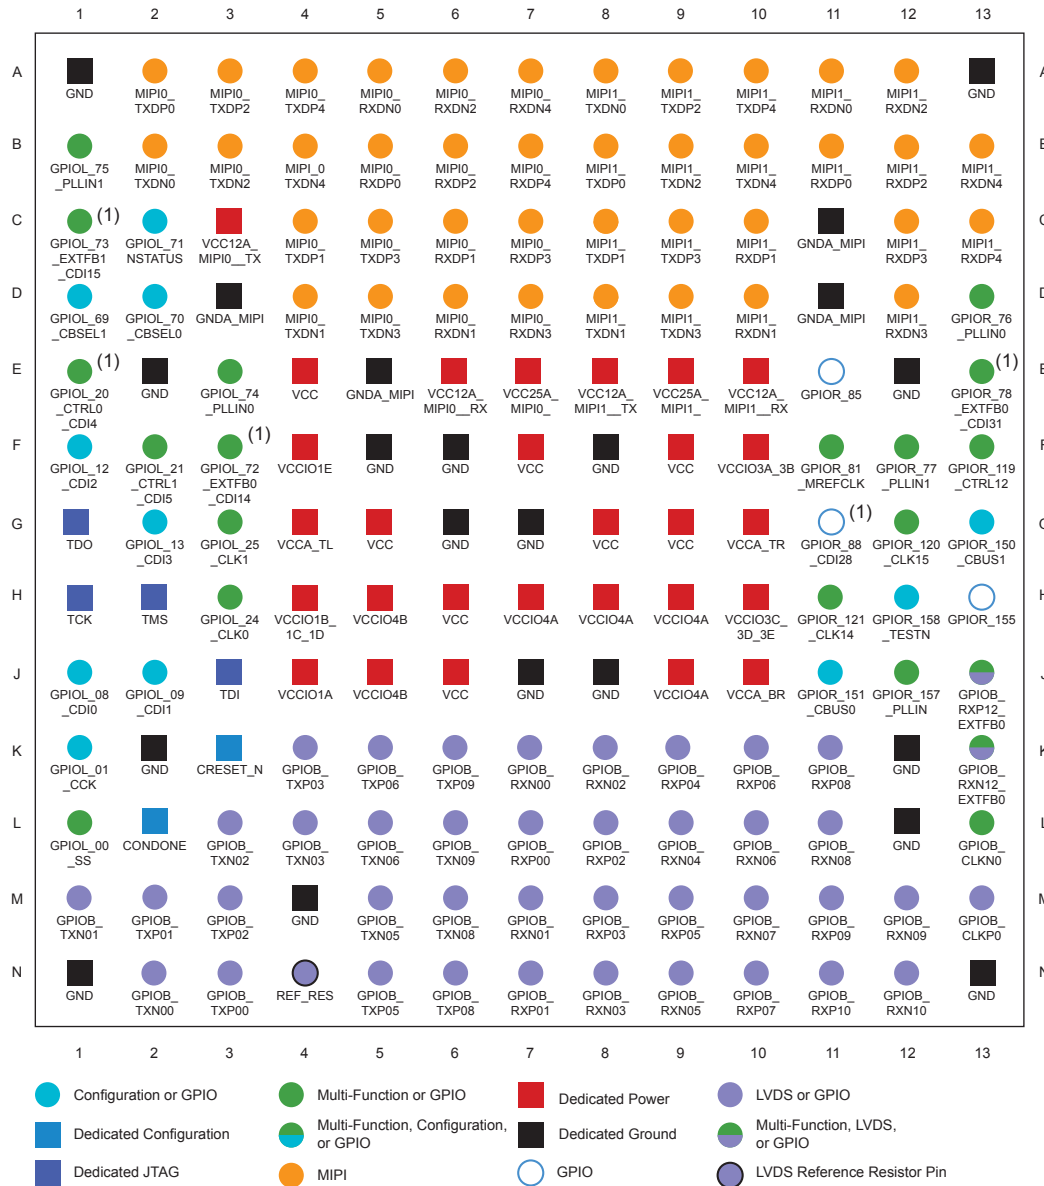 1 2 3 4 5 6 7 8 9 10 11 12 13
A A
GND MIPI0_ MIPI0_ MIPI0_ MIPI0_ MIPI0_ MIPI0_ MIPI1_ MIPI1_ MIPI1_ MIPI1_ MIPI1_ GND
TXDP0 TXDP2 TXDP4 RXDN0 RXDN2 RXDN4 TXDN0 TXDP2 TXDP4 RXDN0 RXDN2
B
GPIOL_75 MIPI0_ MIPI0_ MIPI_0 MIPI0_ MIPI0_ MIPI0_ MIPI1_ MIPI1_ MIPI1_ MIPI1_ MIPI1_ MIPI1_
_PLLIN1 TXDN0 TXDN2 TXDN4 RXDP0 RXDP2 RXDP4 TXDP0 TXDN2 TXDN4 RXDP0 RXDP2 RXDN4
C (1)
GPIOL_73 GPIOL_71 VCC12A_ MIPI0_ MIPI0_ MIPI0_ MIPI0_ MIPI1_ MIPI1_ MIPI1_ GNDA_MIPI MIPI1_ MIPI1_
_EXTFB1 NSTATUS MIPI0__TX TXDP1 TXDP3 RXDP1 RXDP3 TXDP1 TXDP3 RXDP1 RXDP3 RXDP4
_CDI15
D
GPIOL_69 GPIOL_70 GNDA_MIPI MIPI0_ MIPI0_ MIPI0_ MIPI0_ MIPI1_ MIPI1_ MIPI1_ GNDA_MIPI MIPI1_ GPIOR_76
_CBSEL1 _CBSEL0 TXDN1 TXDN3 RXDN1 RXDN3 TXDN1 TXDN3 RXDN1 RXDN3 _PLLIN0
E (1) (1)
GPIOL_20 GND GPIOL_74 VCC GNDA_MIPI VCC12A_ VCC25A_ VCC12A_ VCC25A_ VCC12A_ GPIOR_85 GND GPIOR_78
_CTRL0 _PLLIN0 MIPI0__RX MIPI0_ MIPI1__TX MIPI1_ MIPI1__RX _EXTFB0
_CDI4 _CDI31
F (1)
GPIOL_12 GPIOL_21 GPIOL_72 VCCIO1E GND GND VCC GND VCC VCCIO3A_3B GPIOR_81 GPIOR_77 GPIOR_119
_CDI2 _CTRL1 _EXTFB0 _MREFCLK _PLLIN1 _CTRL12
_CDI5 _CDI14
G (1)
TDO GPIOL_13 GPIOL_25 VCCA_TL VCC GND GND VCC VCC VCCA_TR GPIOR_88 GPIOR_120 GPIOR_150
_CDI3 _CLK1 _CDI28 _CLK15 _CBUS1
H
TCK TMS GPIOL_24 VCCIO1B_ VCCIO4B VCC VCCIO4A VCCIO4A VCCIO4A VCCIO3C_ GPIOR_121 GPIOR_158 GPIOR_155
_CLK0 1C_1D 3D_3E _CLK14 _TESTN
J
GPIOL_08 GPIOL_09 TDI VCCIO1A VCCIO4B VCC GND GND VCCIO4A VCCA_BR GPIOR_151 GPIOR_157 GPIOB_
_CDI0 _CDI1 _CBUS0 _PLLIN RXP12_
EXTFB0
K
GPIOL_01 GND CRESET_N GPIOB_ GPIOB_ GPIOB_ GPIOB_ GPIOB_ GPIOB_ GPIOB_ GPIOB_ GND GPIOB_
_CCK TXP03 TXP06 TXP09 RXN00 RXN02 RXP04 RXP06 RXP08 RXN12_
EXTFB0
L
GPIOL_00 CONDONE GPIOB_ GPIOB_ GPIOB_ GPIOB_ GPIOB_ GPIOB_ GPIOB_ GPIOB_ GPIOB_ GND GPIOB_
_SS TXN02 TXN03 TXN06 TXN09 RXP00 RXP02 RXN04 RXN06 RXN08 CLKN0
M
GPIOB_ GPIOB_ GPIOB_ GND GPIOB_ GPIOB_ GPIOB_ GPIOB_ GPIOB_ GPIOB_ GPIOB_ GPIOB_ GPIOB_
TXN01 TXP01 TXP02 TXN05 TXN08 RXN01 RXP03 RXP05 RXN07 RXP09 RXN09 CLKP0
N
GND GPIOB_ GPIOB_ REF_RES GPIOB_ GPIOB_ GPIOB_ GPIOB_ GPIOB_ GPIOB_ GPIOB_ GPIOB_ GND
TXN00 TXP00 TXP05 TXP08 RXP01 RXN03 RXN05 RXP07 RXP10 RXN10
1 2 3 4 5 6 7 8 9 10 11 12 13
Configuration or GPIO Multi-Function or GPIO Dedicated Power LVDS or GPIO
Dedicated Configuration Multi-Function, Configuration, or GPIO Dedicated Ground Multi-Function, LVDS, or GPIO
Dedicated JTAG MIPI GPIO LVDS Reference Resistor Pin